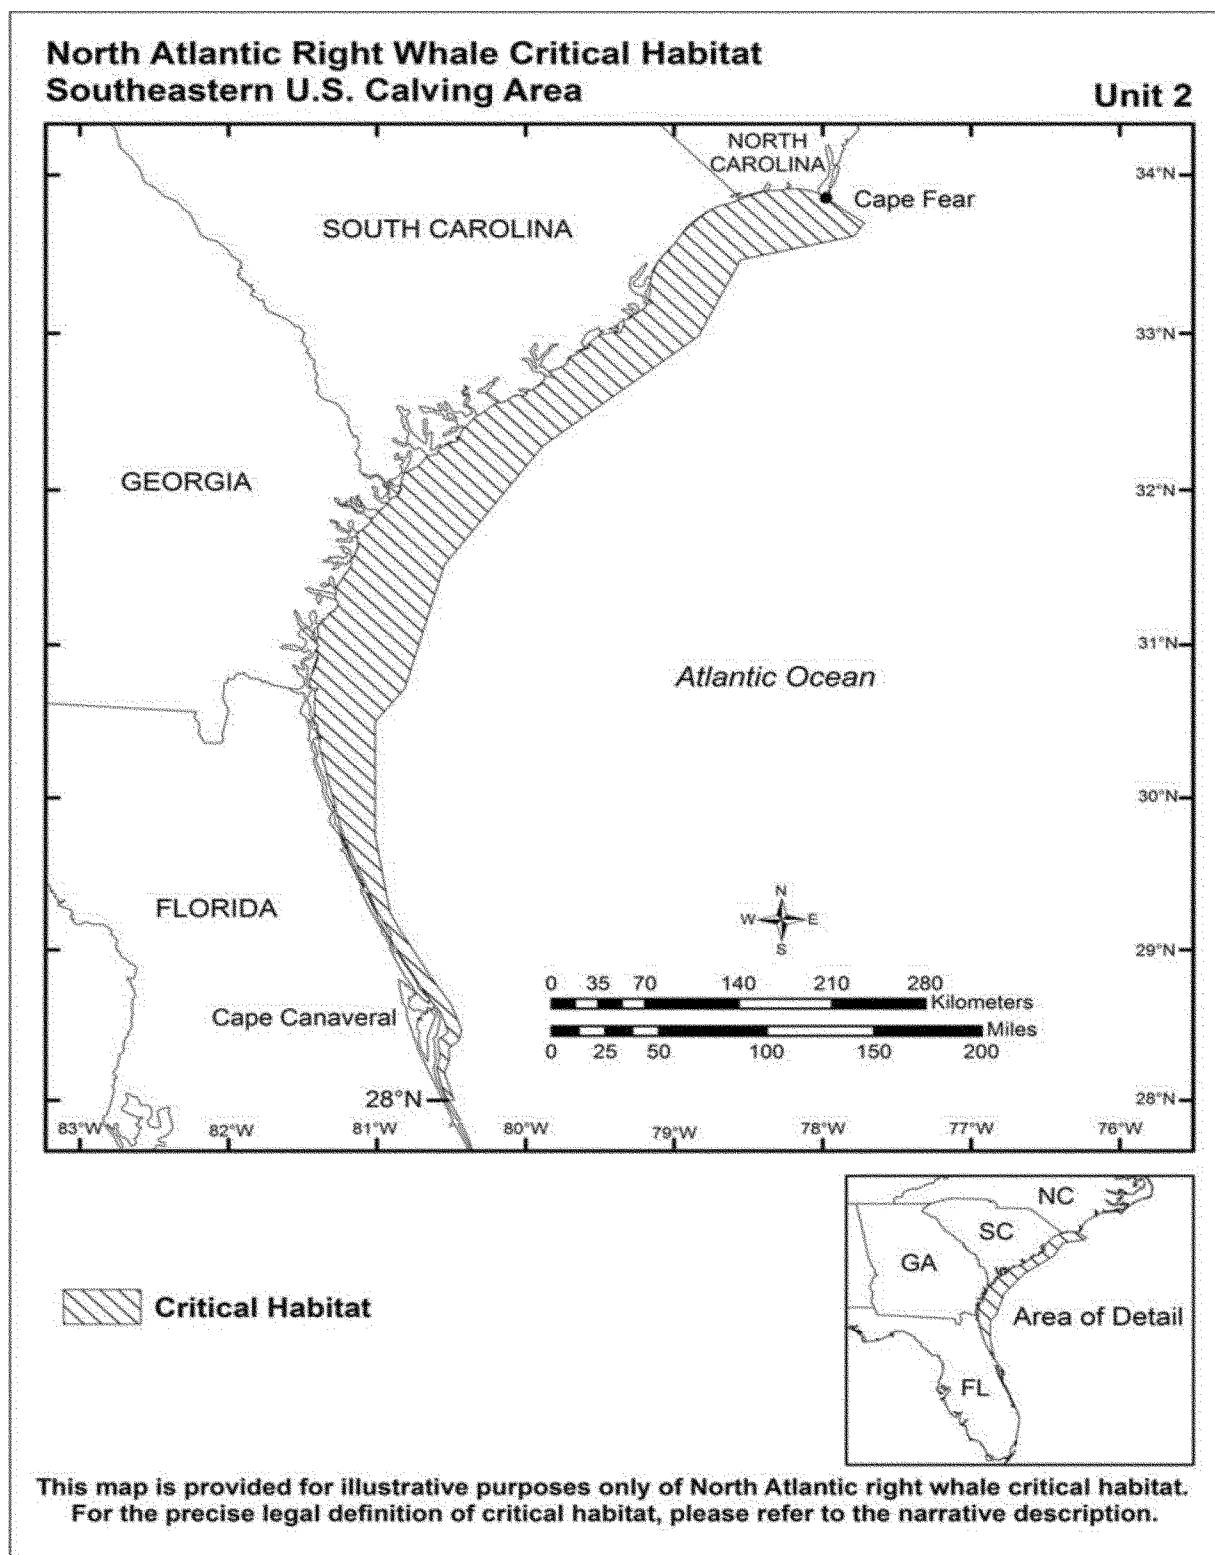 North Atlantic Right Whale Critical Habitat
Southeastern U.S. Calving Area
Unit 2
NORTH
CAROLINA
34°N
Cape Fear
SOUTH CAROLINA
33°N
GEORGIA
32°N
31°N
Atlantic Ocean
30°N
FLORIDA
N
W E
S
29°N
0 35 70 140 210 280
Kilometers
Cape Canaveral
Miles
0 25 50 100 150 200
28°N
28°N
83°W 82°W 81°W 80°W 79°W 78°W 77°W 76°W
NC
SC
GA
Area of Detail
FL
Critical Habitat
This map is provided for illustrative purposes only of North Atlantic right whale critical habitat.
For the precise legal definition of critical habitat, please refer to the narrative description.